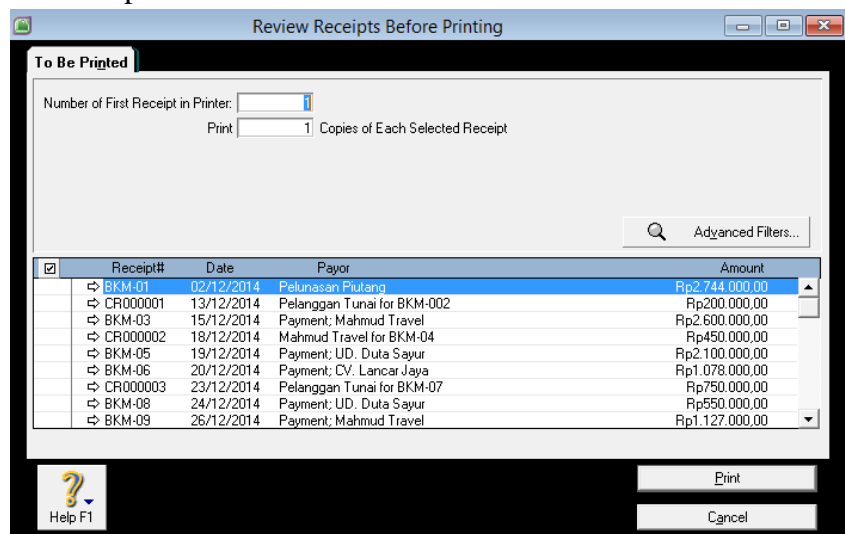 Review Receipts Before Printing
To Be Printed
Number of First Receipt in Printer: 1
Print 1 Copies of Each Selected Receipt
Advanced Filters...
Receipt# Date Payor Amount
BKM-01 02/12/2014 Pelunasan Piutang Rp2.744.000,00
CR000001 13/12/2014 Pelanggan Tunai for BKM-002 Rp200.000,00
BKM-03 15/12/2014 Payment; Mahmud Travel Rp2.600.000,00
CR000002 18/12/2014 Mahmud Travel for BKM-04 Rp450.000,00
BKM-05 19/12/2014 Payment; UD. Duta Sayur Rp2.100.000,00
BKM-06 20/12/2014 Payment; CV. Lancar Jaya Rp1.078.000,00
CR000003 23/12/2014 Pelanggan Tunai for BKM-07 Rp750.000,00
BKM-08 24/12/2014 Payment; UD. Duta Sayur Rp550.000,00
BKM-09 26/12/2014 Payment; Mahmud Travel Rp1.127.000,00
Print
Help F1
Cancel